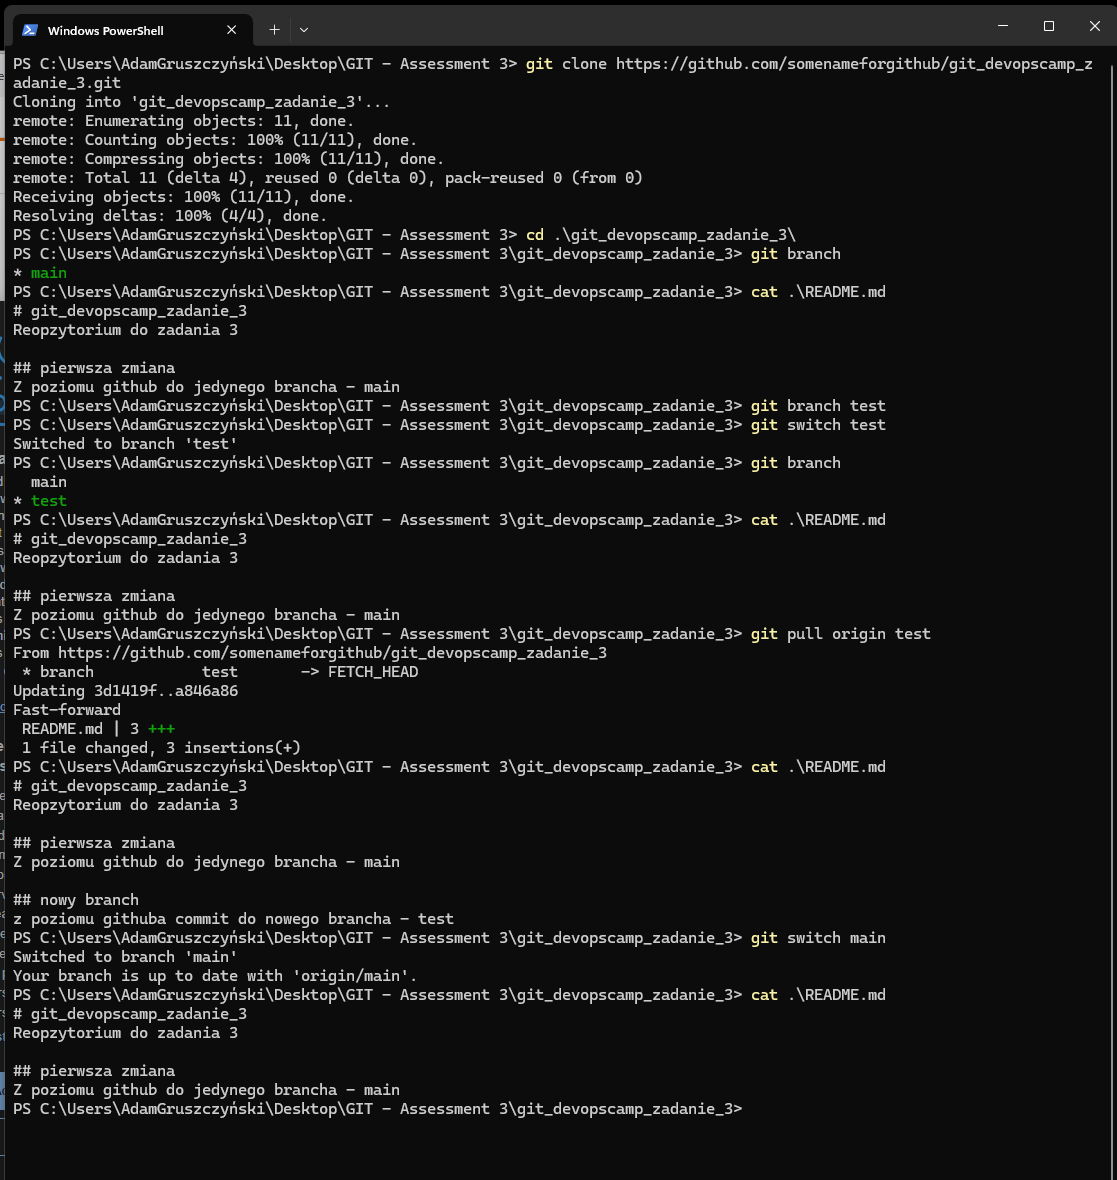 Windows PowerShell
PS C:\Users\AdamGruszczyński\Desktop\GIT - Assessment 3> git clone https://github.com/somenameforgithub/git_devopscamp_z
adanie_3.git
Cloning into 'git_devopscamp_zadanie_3'...
remote: Enumerating objects: 11, done.
remote: Counting objects: 100% (11/11), done.
remote: Compressing objects: 100% (11/11), done.
remote: Total 11 (delta 4), reused 0 (delta 0), pack-reused 0 (from 0)
Receiving objects: 100% (11/11), done.
Resolving deltas: 100% (4/4), done.
PS C:\Users\AdamGruszczyński\Desktop\GIT - Assessment 3> cd .\git_devopscamp_zadanie_3\
PS C:\Users\AdamGruszczyński\Desktop\GIT - Assessment 3\git_devopscamp_zadanie_3> git branch
* main
PS C:\Users\AdamGruszczyński\Desktop\GIT - Assessment 3\git_devopscamp_zadanie_3> cat .\README.md
# git_devopscamp_zadanie_3
Reopzytorium do zadania 3

## pierwsza zmiana
Z poziomu github do jedynego brancha - main
PS C:\Users\AdamGruszczyński\Desktop\GIT - Assessment 3\git_devopscamp_zadanie_3> git branch test
PS C:\Users\AdamGruszczyński\Desktop\GIT - Assessment 3\git_devopscamp_zadanie_3> git switch test
Switched to branch 'test'
PS C:\Users\AdamGruszczyński\Desktop\GIT - Assessment 3\git_devopscamp_zadanie_3> git branch
  main
* test
PS C:\Users\AdamGruszczyński\Desktop\GIT - Assessment 3\git_devopscamp_zadanie_3> cat .\README.md
# git_devopscamp_zadanie_3
Reopzytorium do zadania 3

## pierwsza zmiana
Z poziomu github do jedynego brancha - main
PS C:\Users\AdamGruszczyński\Desktop\GIT - Assessment 3\git_devopscamp_zadanie_3> git pull origin test
From https://github.com/somenameforgithub/git_devopscamp_zadanie_3
 * branch            test       -> FETCH_HEAD
Updating 3d1419f..a846a86
Fast-forward
 README.md | 3 +++
 1 file changed, 3 insertions(+)
PS C:\Users\AdamGruszczyński\Desktop\GIT - Assessment 3\git_devopscamp_zadanie_3> cat .\README.md
# git_devopscamp_zadanie_3
Reopzytorium do zadania 3

## pierwsza zmiana
Z poziomu github do jedynego brancha - main

## nowy branch
z poziomu githuba commit do nowego brancha - test
PS C:\Users\AdamGruszczyński\Desktop\GIT - Assessment 3\git_devopscamp_zadanie_3> git switch main
Switched to branch 'main'
Your branch is up to date with 'origin/main'.
PS C:\Users\AdamGruszczyński\Desktop\GIT - Assessment 3\git_devopscamp_zadanie_3> cat .\README.md
# git_devopscamp_zadanie_3
Reopzytorium do zadania 3

## pierwsza zmiana
Z poziomu github do jedynego brancha - main
PS C:\Users\AdamGruszczyński\Desktop\GIT - Assessment 3\git_devopscamp_zadanie_3>